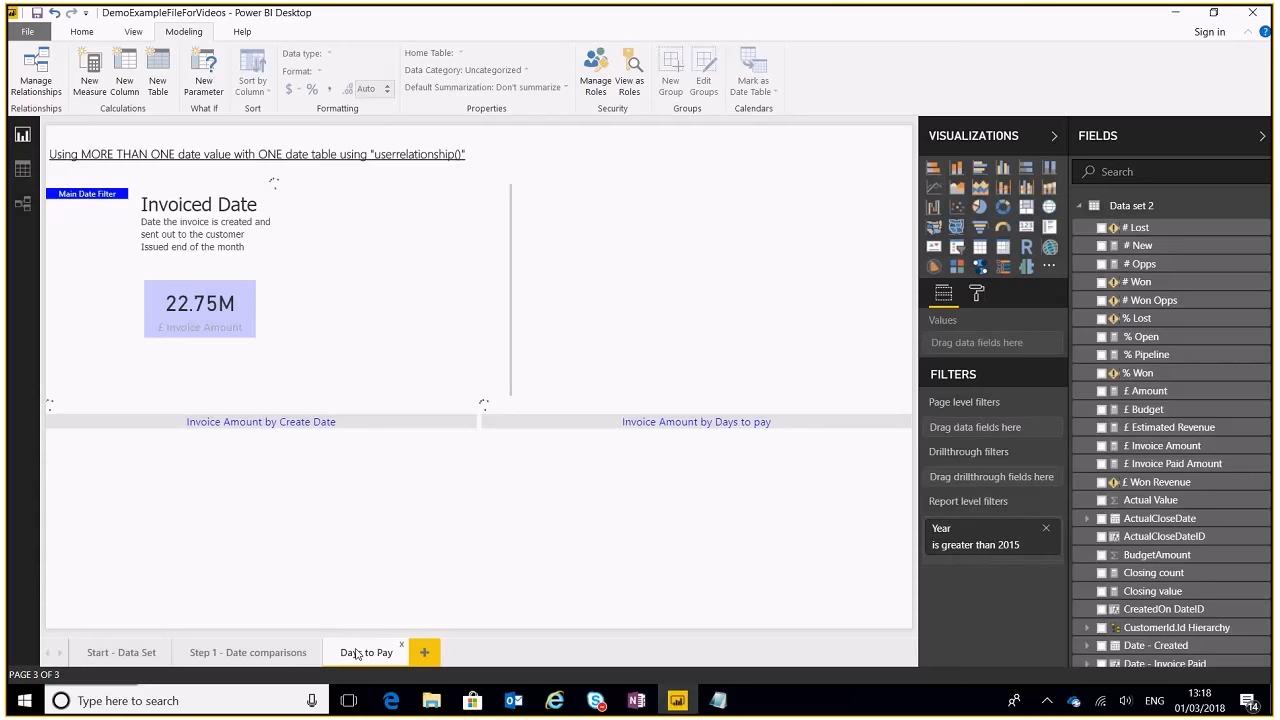 DemoExampleFileForVideos - Power BI Desktop
File Home View Modeling Help
Sign in
Manage Relationships
New Measure
New Column
New Table
New Parameter
Sort by Column
Data type:
Format:
$ % , Auto
Home Table:
Data Category: Uncategorized
Default Summarization: Don't summarize
Manage Roles
View as Roles
New Group
Edit Groups
Mark as Date Table
Relationships Calculations What If Sort Formatting Properties Security Groups Calendars
Using MORE THAN ONE date value with ONE date table using "userrelationship()"
Main Date Filter
Invoiced Date
Date the invoice is created and
sent out to the customer
Issued end of the month
22.75M
£ Invoice Amount
Invoice Amount by Create Date
Invoice Amount by Days to pay
VISUALIZATIONS
Values
Drag data fields here
FILTERS
Page level filters
Drag data fields here
Drillthrough filters
Drag drillthrough fields here
Report level filters
Year
is greater than 2015
FIELDS
Search
Data set 2
# Lost
# New
# Opps
# Won
# Won Opps
% Lost
% Open
% Pipeline
% Won
£ Amount
£ Budget
£ Estimated Revenue
£ Invoice Amount
£ Invoice Paid Amount
£ Won Revenue
Actual Value
ActualCloseDate
ActualCloseDateID
BudgetAmount
Closing count
Closing value
CreatedOn DateID
CustomerId.Id Hierarchy
Date - Created
Date - Invoice Paid
Start - Data Set
Step 1 - Date comparisons
Days to Pay
PAGE 3 OF 3
Type here to search
ENG
13:18
01/03/2018
14